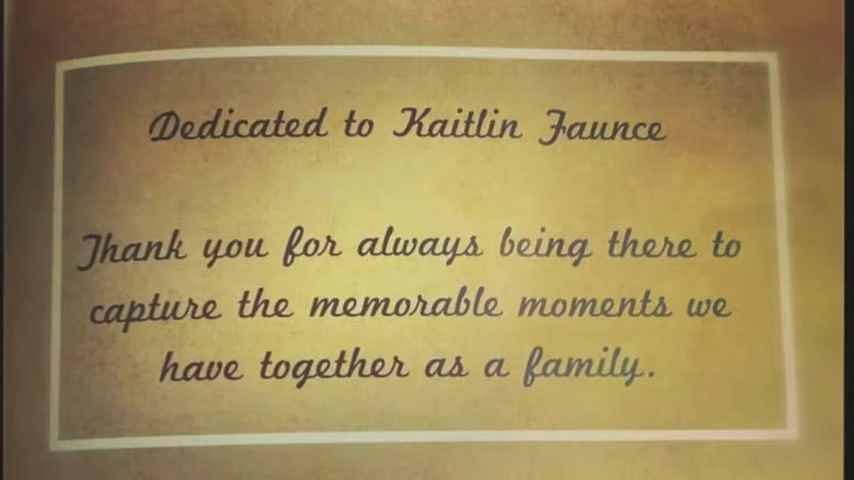 Dedicated to Kaitlin Faunce
Thank you for always being there to
capture the memorable moments we
have together as a family.